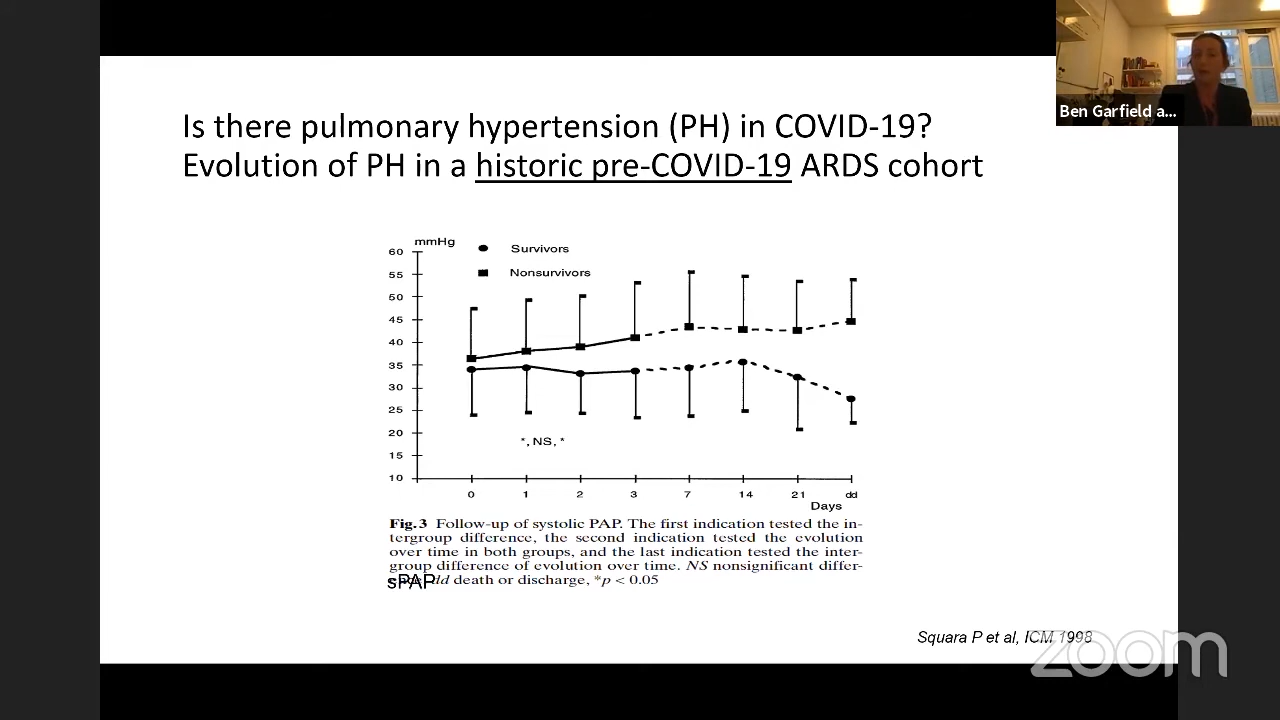 Ben Garfield a...
Is there pulmonary hypertension (PH) in COVID-19?
Evolution of PH in a historic pre-COVID-19 ARDS cohort
mmHg
Survivors
Nonsurvivors
60
55
50
45
40
35
30
25
20
15
10
*, NS, *
0 1 2 3 7 14 21 dd
Days
Fig. 3 Follow-up of systolic PAP. The first indication tested the in-
tergroup difference, the second indication tested the evolution
over time in both groups, and the last indication tested the inter-
group difference of evolution over time. NS nonsignificant differ-
sPAP dd death or discharge, *p < 0.05
Squara P et al, ICM 1998
zoom